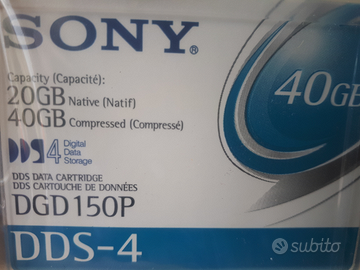 SONY®
Capacity (Capacité):
20GB Native (Natif)
40GB Compressed (Compressé)
40GB
DDS4 Digital
Data
Storage
DDS DATA CARTRIDGE
DDS CARTOUCHE DE DONNÉES
DGD150P
DDS-4
subito